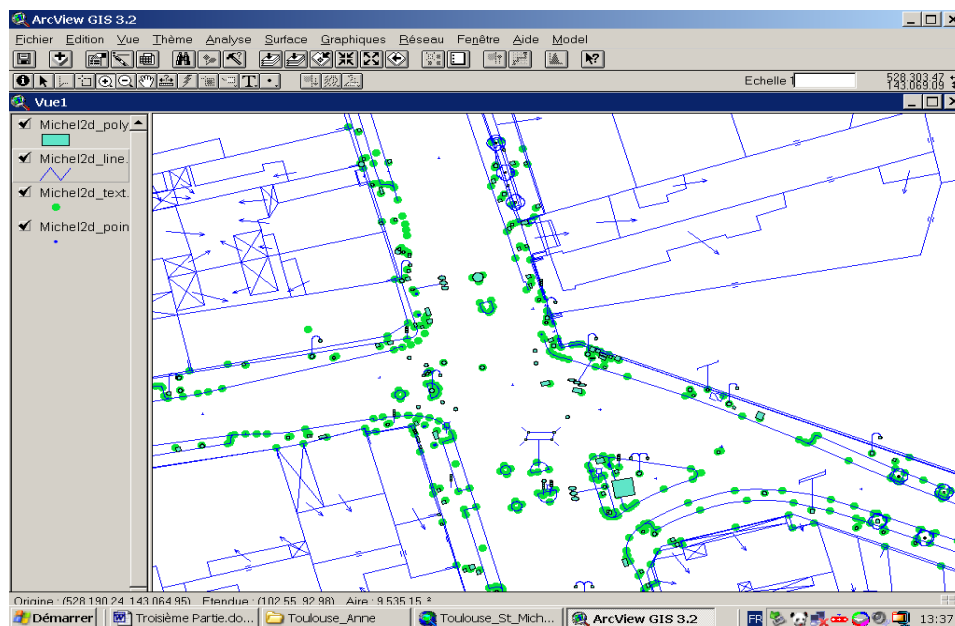 ArcView GIS 3.2
Fichier Edition Vue Thème Analyse Surface Graphiques Réseau Fenêtre Aide Model
T
Echelle 1
528.303.47
143.069.09
Vue1
Michel2d_poly
Michel2d_line.
Michel2d_text.
Michel2d_poin
Origine : (528.190.24, 143.064.95) Etendue : (102.55, 92.98) Aire : 9.535.15 ²
Démarrer Troisième Partie.do... Toulouse_Anne Toulouse_St_Mich... ArcView GIS 3.2 FR 13:37